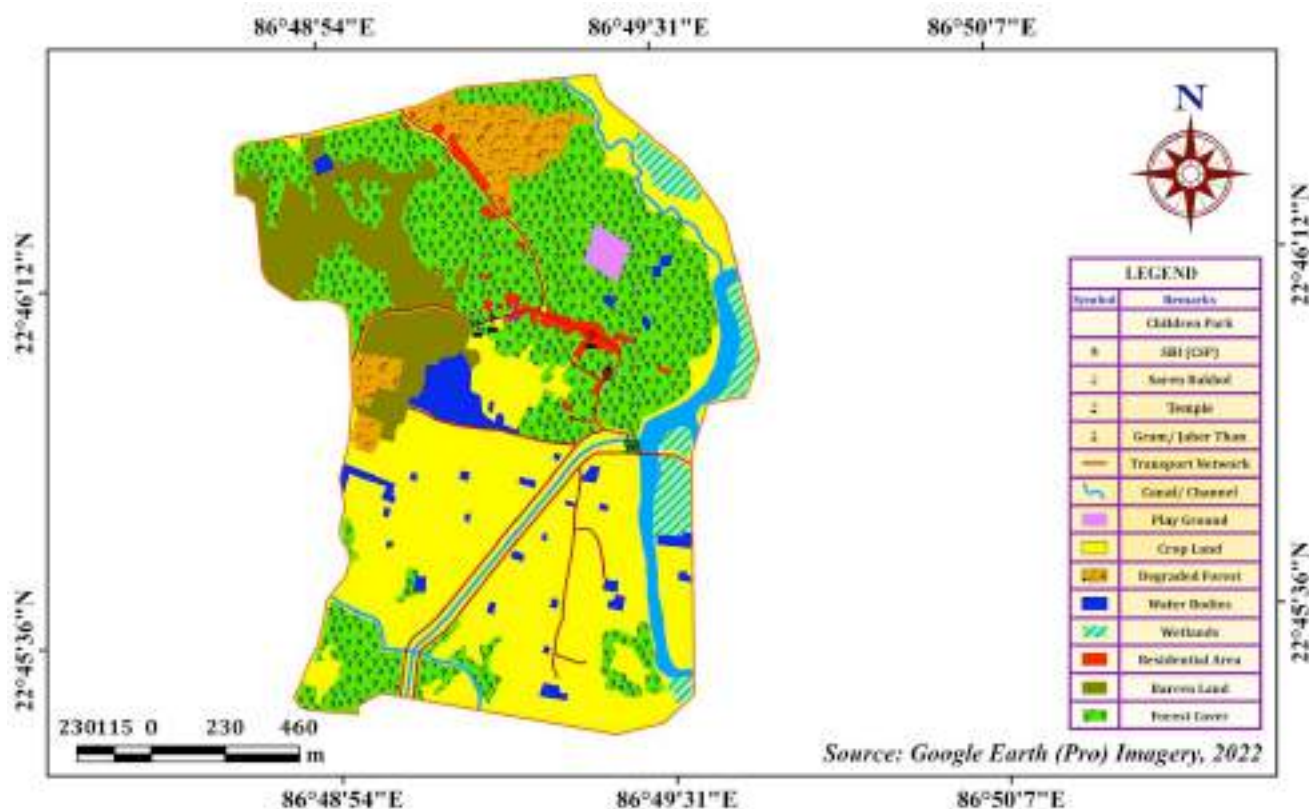 86°48'54"E 86°49'31"E 86°50'7"E
N
22°46'12"N
22°46'12"N
LEGEND
Symbol Remarks
Children Park
SBI (CSP)
Temple
Gram/ Jaher Than
Transport Network
Canal/ Channel
Play Ground
Crop Land
Degraded Forest
Water Bodies
Wetlands
Residential Area
Barren Land
Forest Cover
22°45'36"N
22°45'36"N
230115 0 230 460
m
Source: Google Earth (Pro) Imagery, 2022
86°48'54"E 86°49'31"E 86°50'7"E